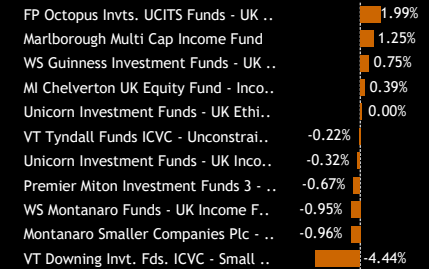 FP Octopus Invts. UCITS Funds - UK .. 1.99%
Marlborough Multi Cap Income Fund 1.25%
WS Guinness Investment Funds - UK .. 0.75%
MI Chelverton UK Equity Fund - Inco.. 0.39%
Unicorn Investment Funds - UK Ethi.. 0.00%
VT Tyndall Funds ICVC - Unconstrai.. -0.22%
Unicorn Investment Funds - UK Inco.. -0.32%
Premier Miton Investment Funds 3 - .. -0.67%
WS Montanaro Funds - UK Income F.. -0.95%
Montanaro Smaller Companies Plc - .. -0.96%
VT Downing Invt. Fds. ICVC - Small .. -4.44%